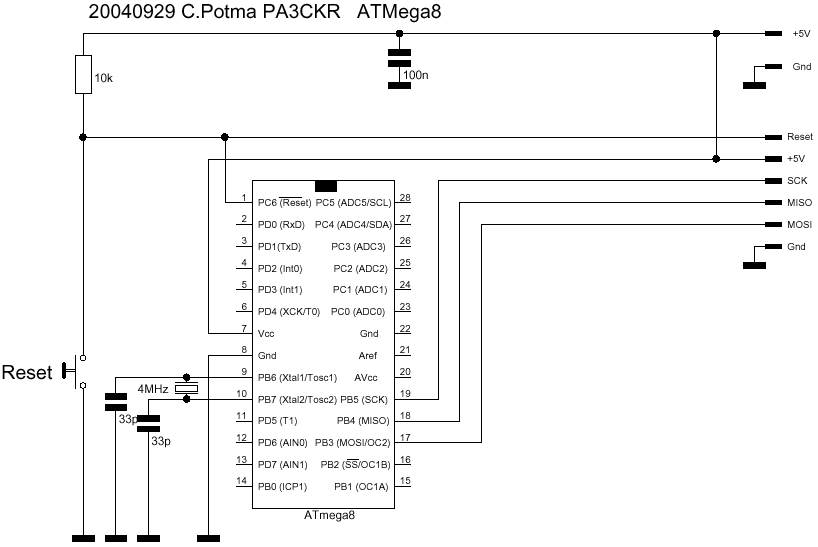 20040929 C.Potma PA3CKR ATMega8
+5V
10k
100n
Gnd
Reset
+5V
SCK
MISO
MOSI
Gnd
1 PC6 (Reset) PC5 (ADC5/SCL) 28
2 PD0 (RxD) PC4 (ADC4/SDA) 27
3 PD1(TxD) PC3 (ADC3) 26
4 PD2 (Int0) PC2 (ADC2) 25
5 PD3 (Int1) PC1 (ADC1) 24
6 PD4 (XCK/T0) PC0 (ADC0) 23
7 Vcc Gnd 22
8 Gnd Aref 21
9 PB6 (Xtal1/Tosc1) AVcc 20
10 PB7 (Xtal2/Tosc2) PB5 (SCK) 19
11 PD5 (T1) PB4 (MISO) 18
12 PD6 (AIN0) PB3 (MOSI/OC2) 17
13 PD7 (AIN1) PB2 (SS/OC1B) 16
14 PB0 (ICP1) PB1 (OC1A) 15
ATmega8
Reset
4MHz
33p
33p